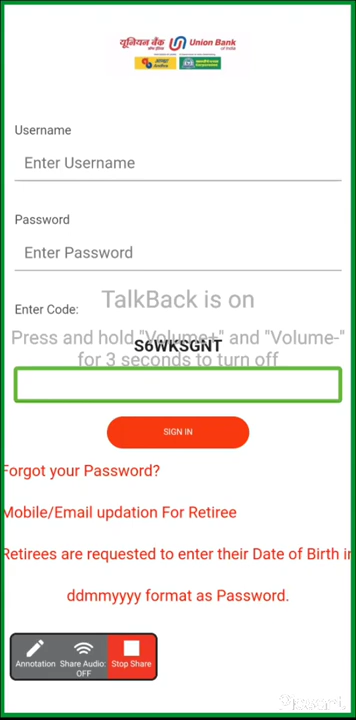 यूनियन बैंक Union Bank
of India
Username
Enter Username
Password
Enter Password
TalkBack is on
Enter Code:
Press and hold "Volume+" and "Volume-"
S6WKSGNT
for 3 seconds to turn off
SIGN IN
Forgot your Password?
Mobile/Email updation For Retiree
Retirees are requested to enter their Date of Birth in
ddmmyyyy format as Password.
Annotation Share Audio: Stop Share
OFF